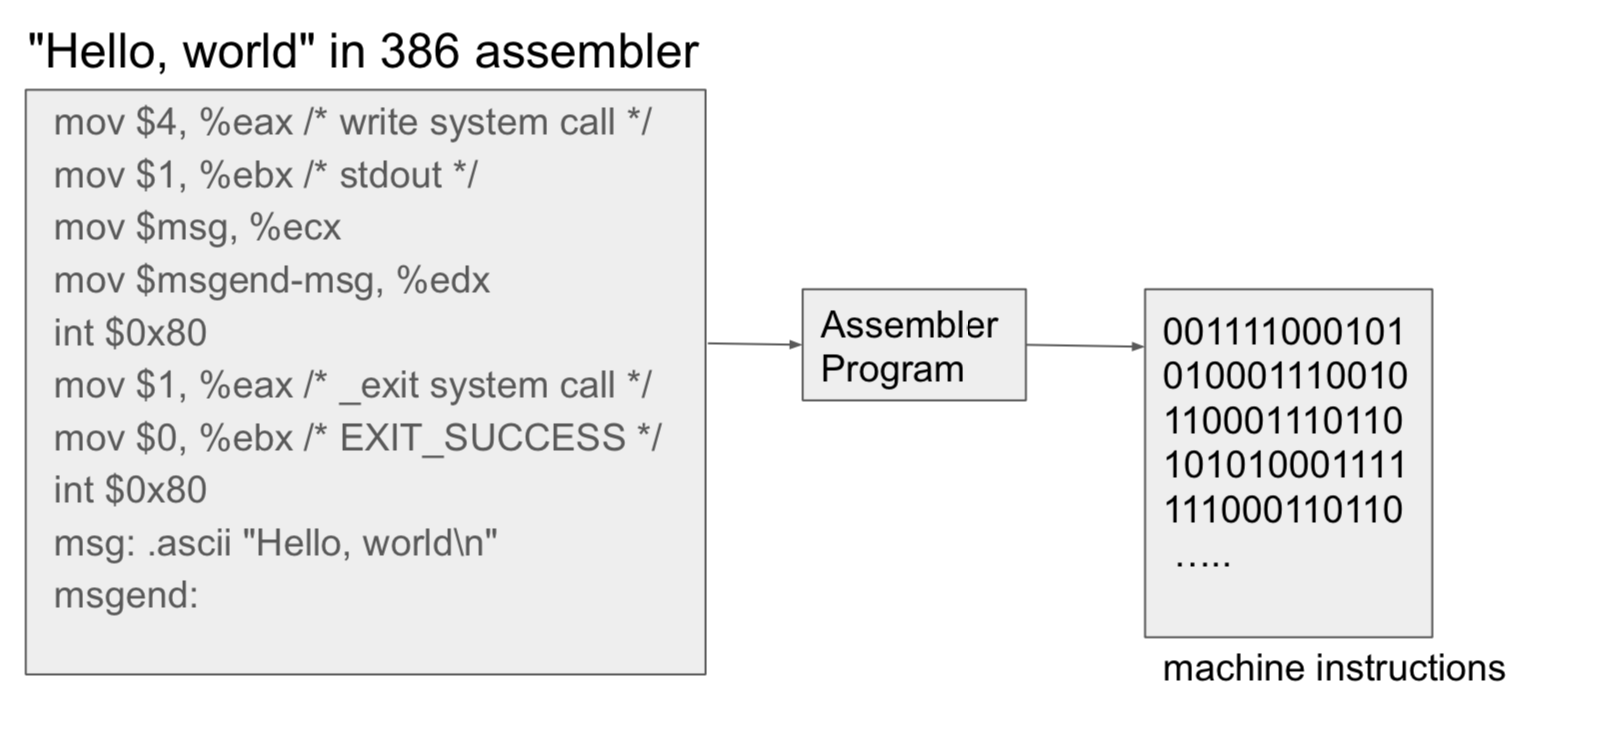 "Hello, world" in 386 assembler
mov $4, %eax /* write system call */
mov $1, %ebx /* stdout */
mov $msg, %ecx
mov $msgend-msg, %edx
int $0x80
mov $1, %eax /* _exit system call */
mov $0, %ebx /* EXIT_SUCCESS */
int $0x80
msg: .ascii "Hello, world\n"
msgend:
Assembler
Program
001111000101
010001110010
110001110110
101010001111
111000110110
…..
machine instructions